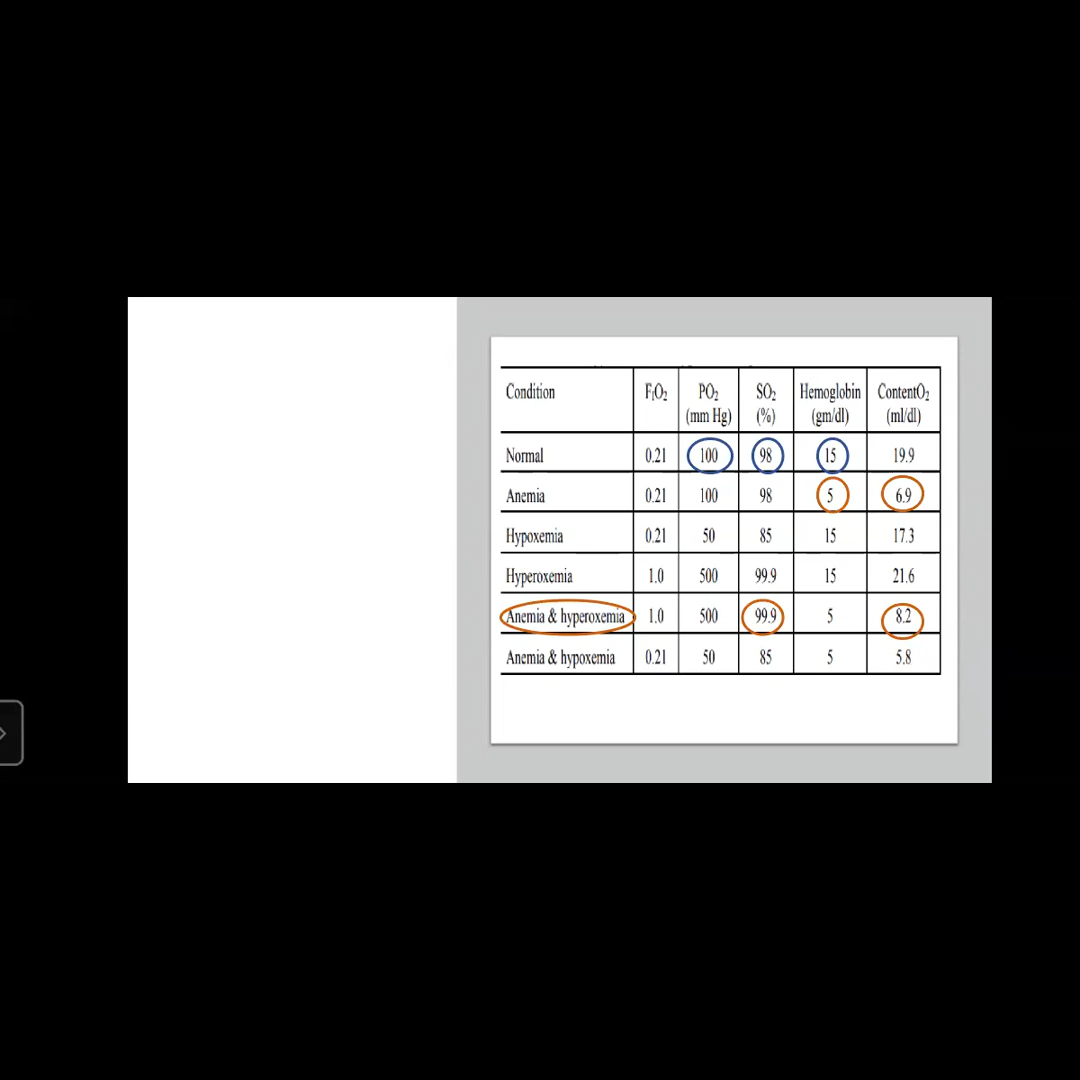 Condition FiO₂ PO₂ (mm Hg) SO₂ (%) Hemoglobin (gm/dl) ContentO₂ (ml/dl)
Normal 0.21 100 98 15 19.9
Anemia 0.21 100 98 5 6.9
Hypoxemia 0.21 50 85 15 17.3
Hyperoxemia 1.0 500 99.9 15 21.6
Anemia & hyperoxemia 1.0 500 99.9 5 8.2
Anemia & hypoxemia 0.21 50 85 5 5.8